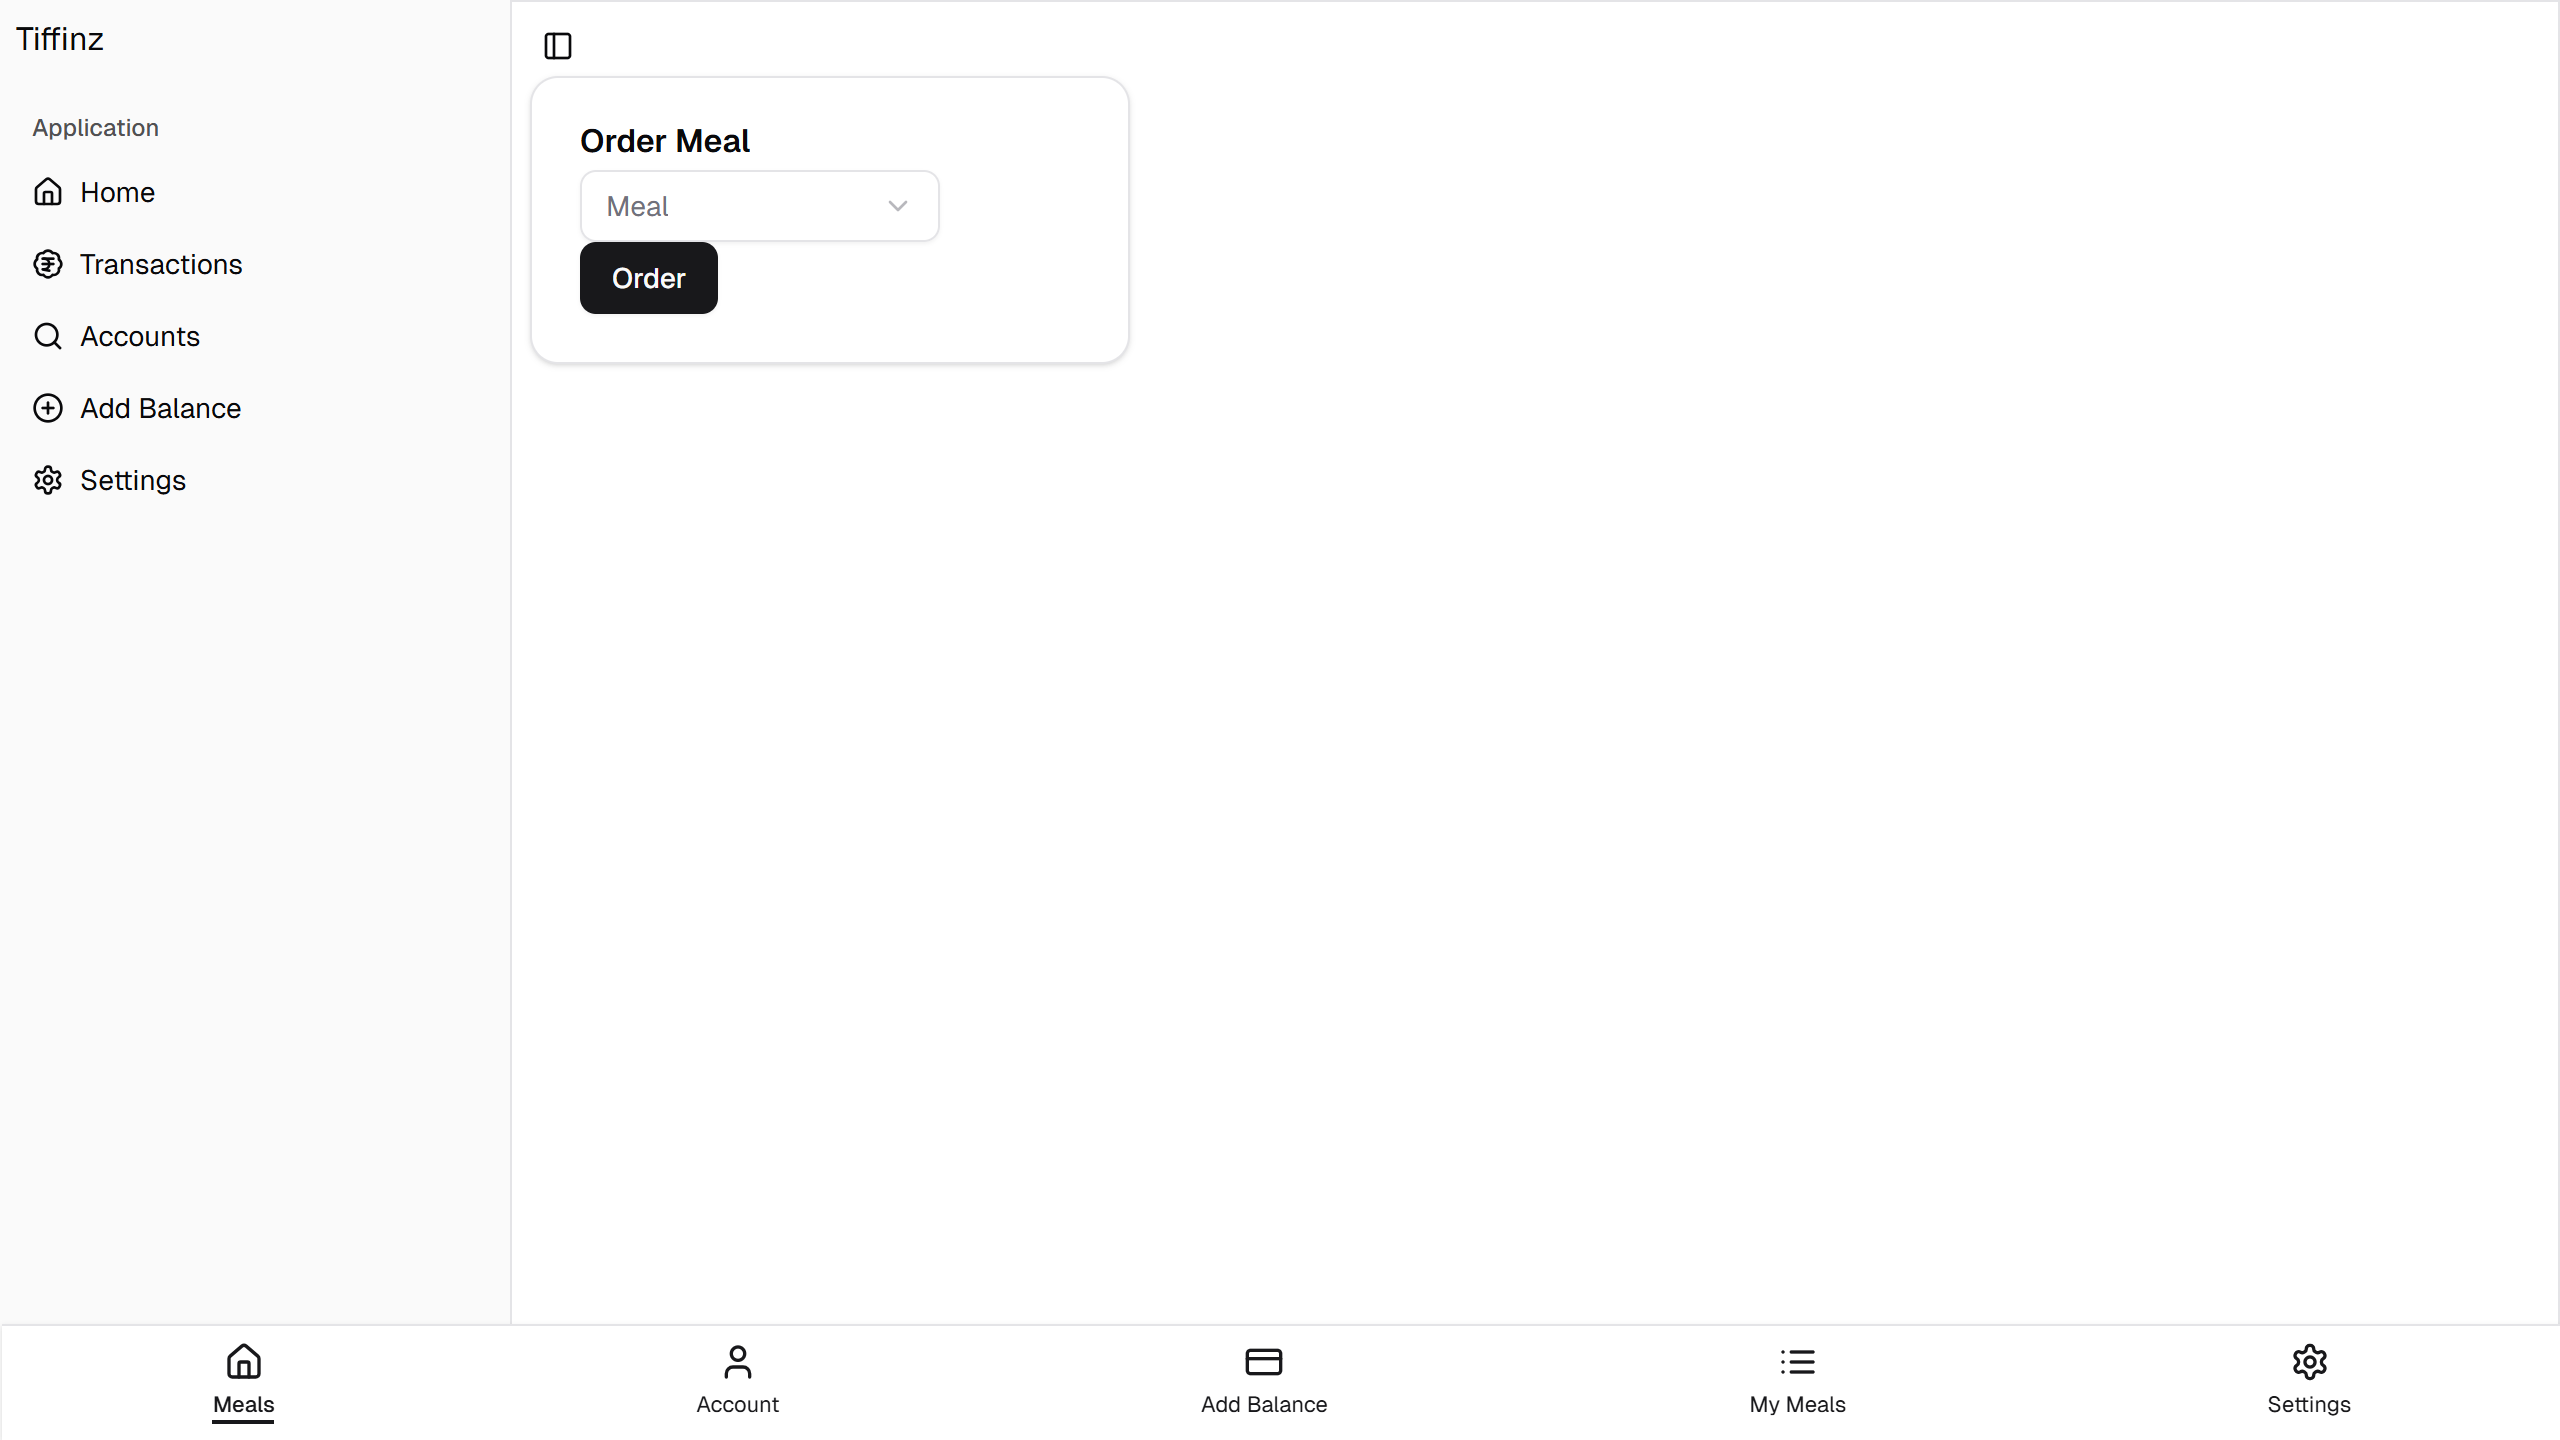 Tiffinz
Application
Home
Transactions
Accounts
Add Balance
Settings
Order Meal
Meal
Order
Meals
Account
Add Balance
My Meals
Settings